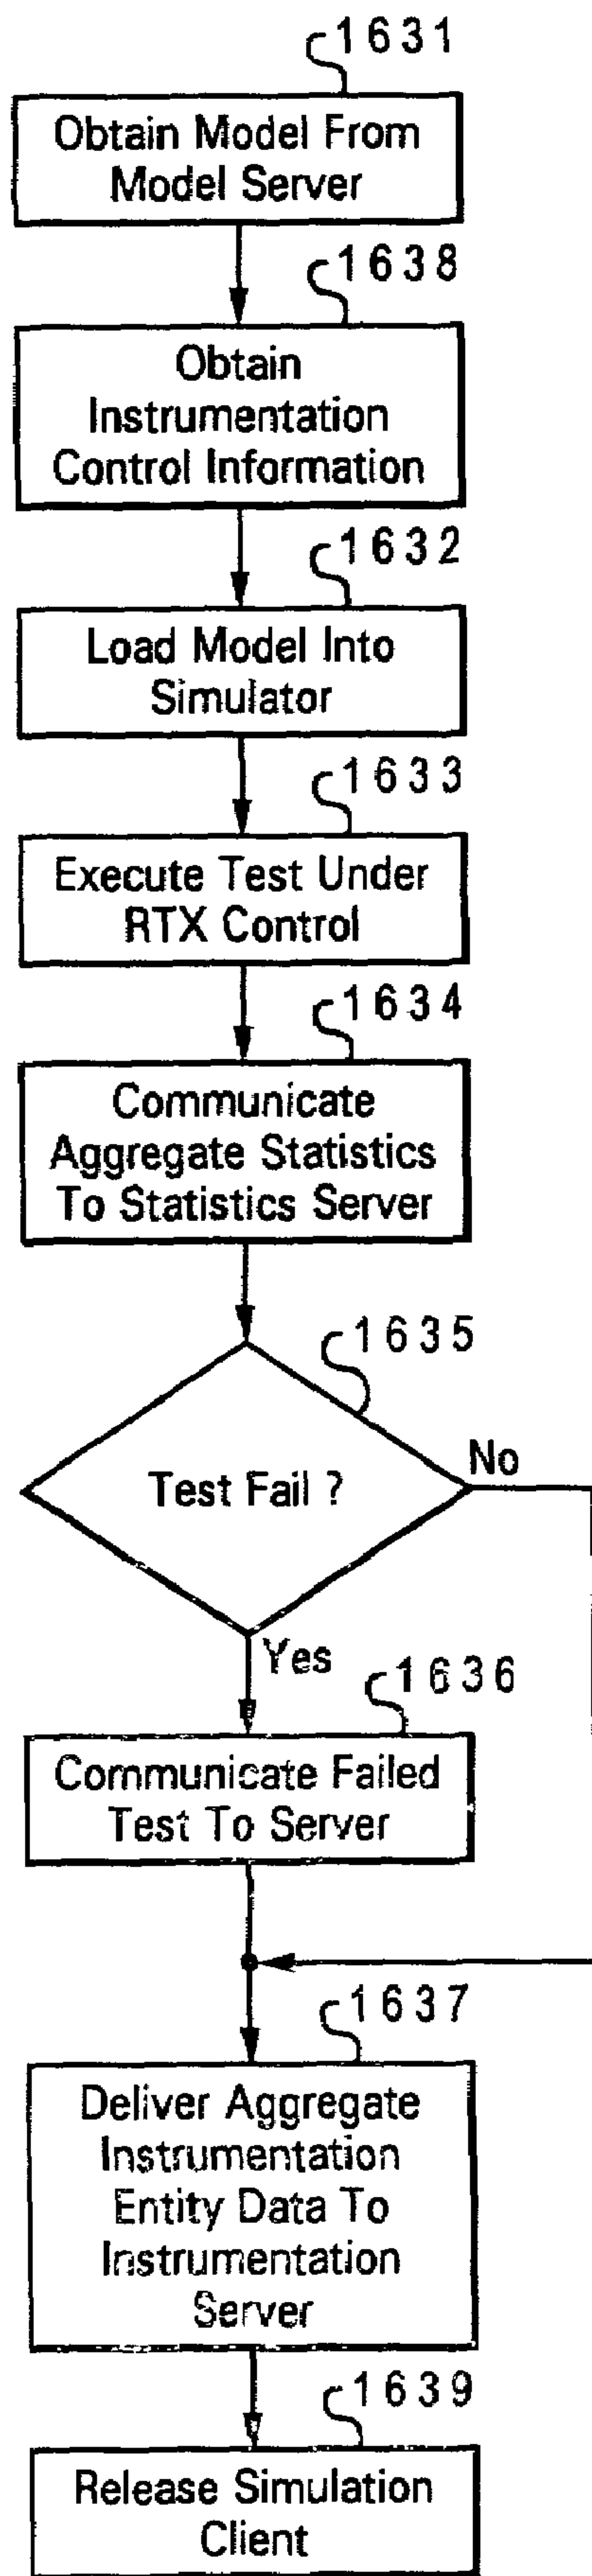 1631
Obtain Model From
Model Server
1638
Obtain
Instrumentation
Control Information
1632
Load Model Into
Simulator
1633
Execute Test Under
RTX Control
1634
Communicate
Aggregate Statistics
To Statistics Server
1635
Test Fail ?
No
Yes
1636
Communicate Failed
Test To Server
1637
Deliver Aggregate
Instrumentation
Entity Data To
Instrumentation
Server
1639
Release Simulation
Client